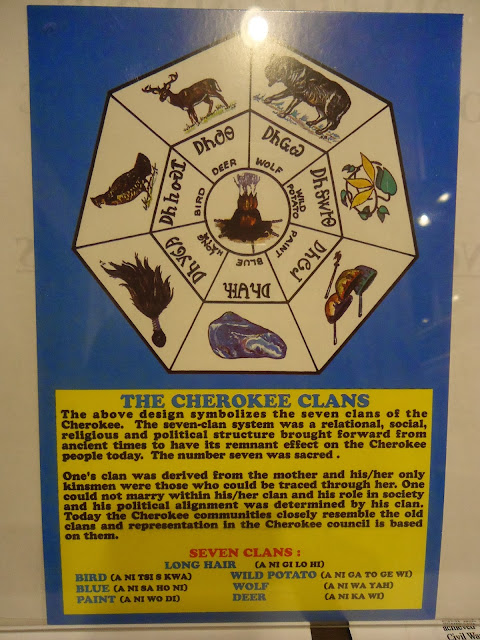 ᎠᏂᎧᏫ
DEER
ᎠᏂᏩᏯ
WOLF
WILD
POTATO
ᎠᏂᏬᏗ
PAINT
BLUE
ᎠᏂᏥᏍᏆ
BIRD
THE CHEROKEE CLANS
The above design symbolizes the seven clans of the
Cherokee. The seven-clan system was a relational, social,
religious and political structure brought forward from
ancient times to have its remnant effect on the Cherokee
people today. The number seven was sacred .
One's clan was derived from the mother and his/her only
kinsmen were those who could be traced through her. One
could not marry within his/her clan and his role in society
and his political alignment was determined by his clan.
Today the Cherokee communities closely resemble the old
clans and representation in the Cherokee council is based
on them.
SEVEN CLANS :
LONG HAIR (A NI GI LO HI)
BIRD (A NI TSI S KWA) WILD POTATO (A NI GA TO GE WI)
BLUE (A NI SA HO NI) WOLF (A NI WA YAH)
PAINT (A NI WO DI) DEER (A NI KA WI)
achieved
Civil Wa